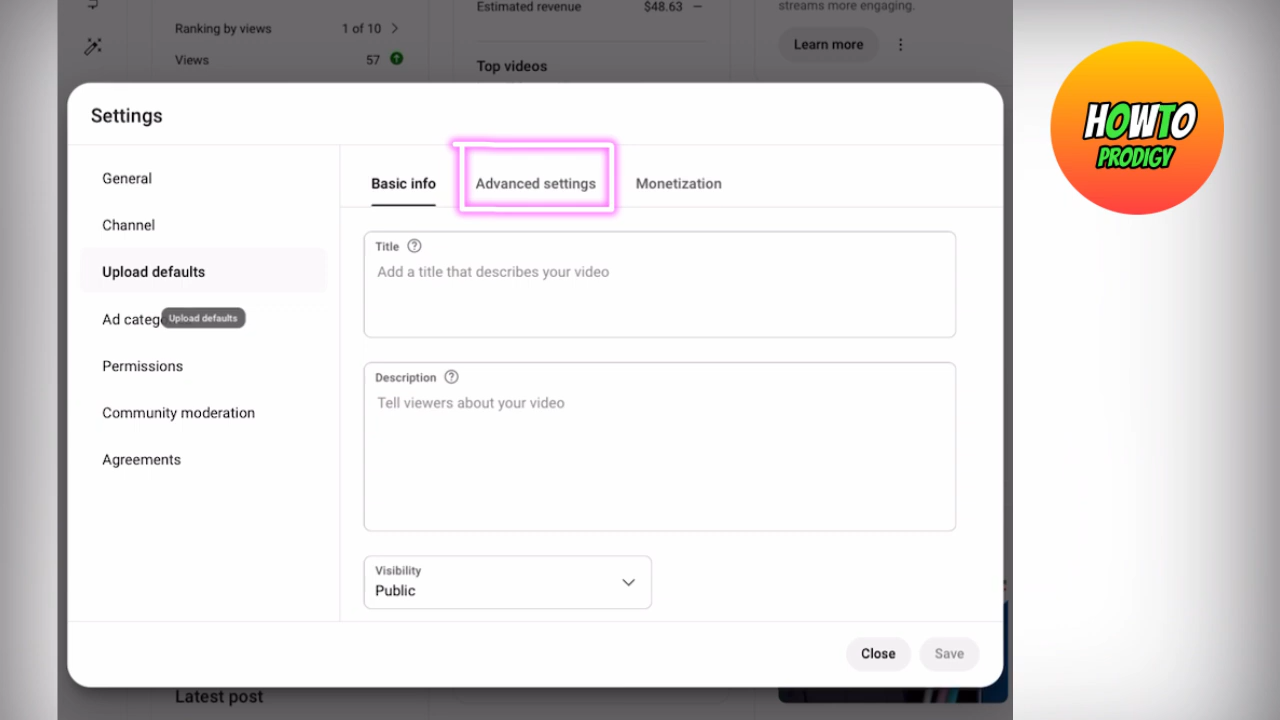 Ranking by views 1 of 10
Views 57
Estimated revenue $48.63 —
Top videos
streams more engaging.
Learn more
HOWTO
PRODIGY
Settings
General
Channel
Upload defaults
Ad categ
Upload defaults
Permissions
Community moderation
Agreements
Basic info Advanced settings Monetization
Title
Add a title that describes your video
Description
Tell viewers about your video
Visibility
Public
Close Save
Latest post